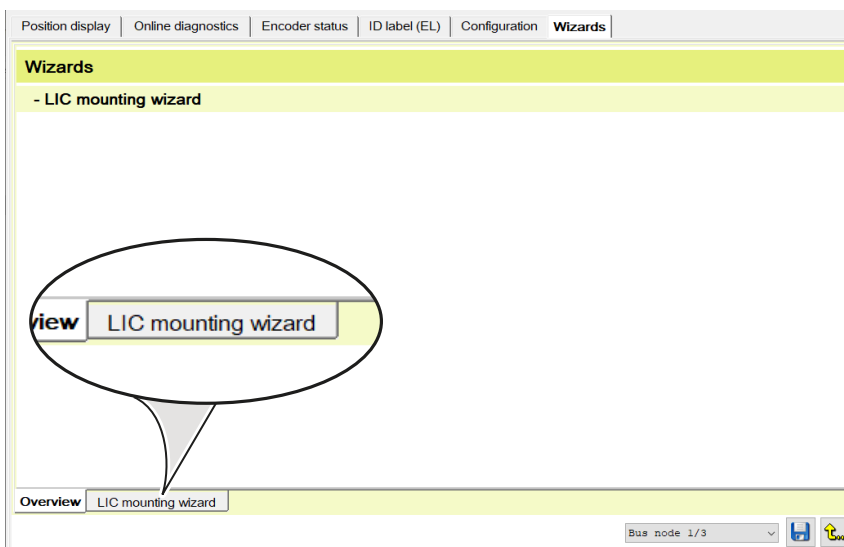 Position display Online diagnostics Encoder status ID label (EL) Configuration Wizards
Wizards
- LIC mounting wizard
view LIC mounting wizard
Overview LIC mounting wizard
Bus node 1/3